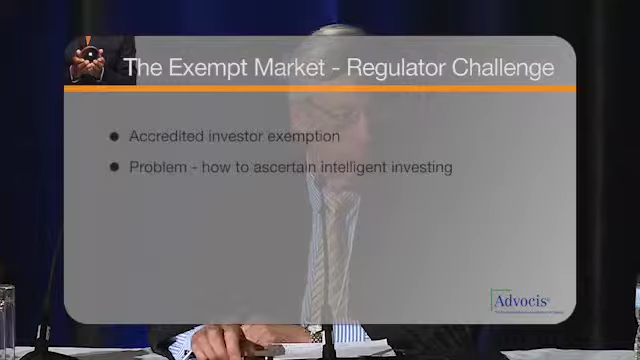 The Exempt Market - Regulator Challenge
Accredited investor exemption
Problem - how to ascertain intelligent investing
Advocis